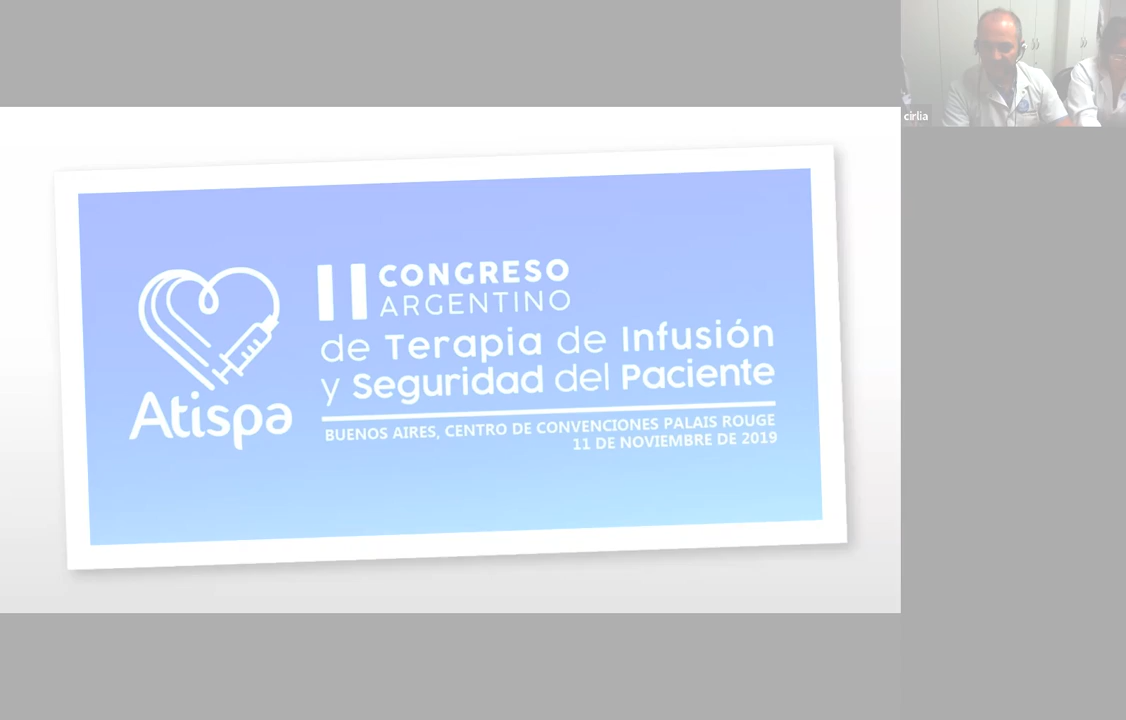 cirlia
II CONGRESO
ARGENTINO
de Terapia de Infusión
y Seguridad del Paciente
Atispa
BUENOS AIRES, CENTRO DE CONVENCIONES PALAIS ROUGE
11 DE NOVIEMBRE DE 2019